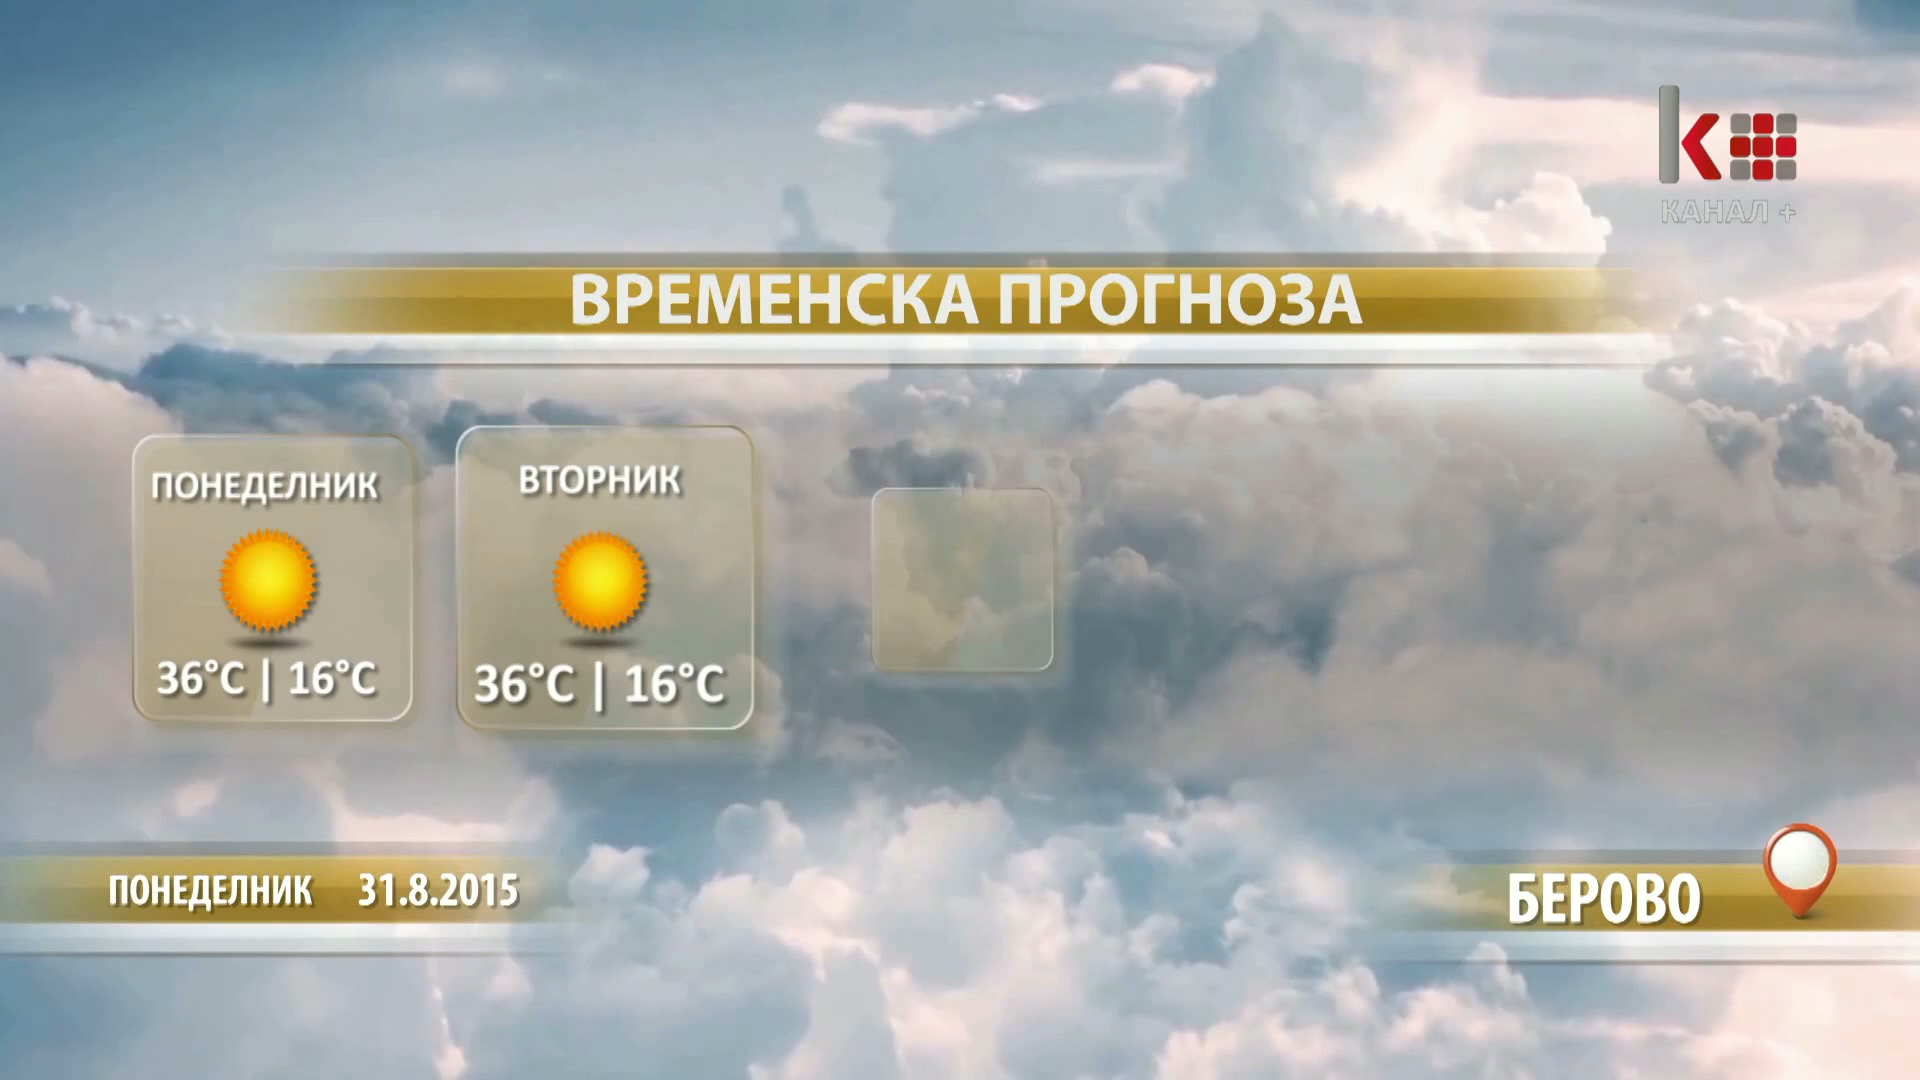 К
КАНАЛ +
ВРЕМЕНСКА ПРОГНОЗА
ПОНЕДЕЛНИК
36°C | 16°C
ВТОРНИК
36°C | 16°C
ПОНЕДЕЛНИК 31.8.2015
БЕРОВО